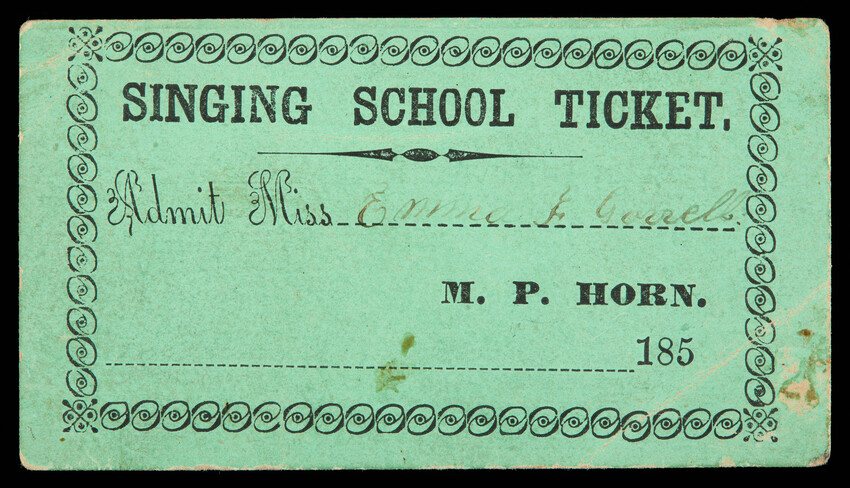 SINGING SCHOOL TICKET.
Admit Miss Emma F Gorrell
M. P. HORN.
185